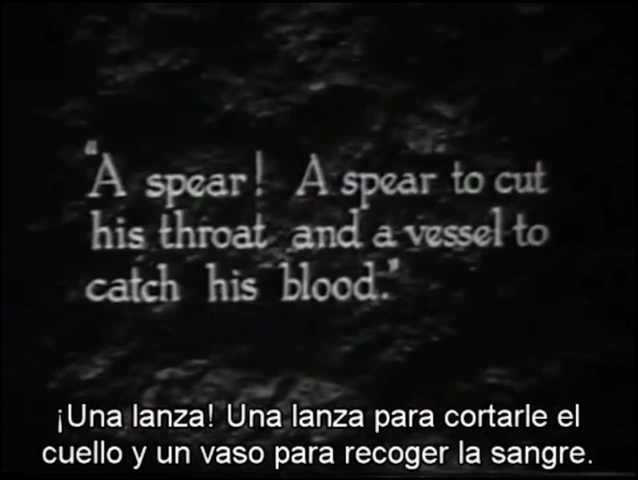 "A spear! A spear to cut
his throat and a vessel to
catch his blood."
¡Una lanza! Una lanza para cortarle el
cuello y un vaso para recoger la sangre.